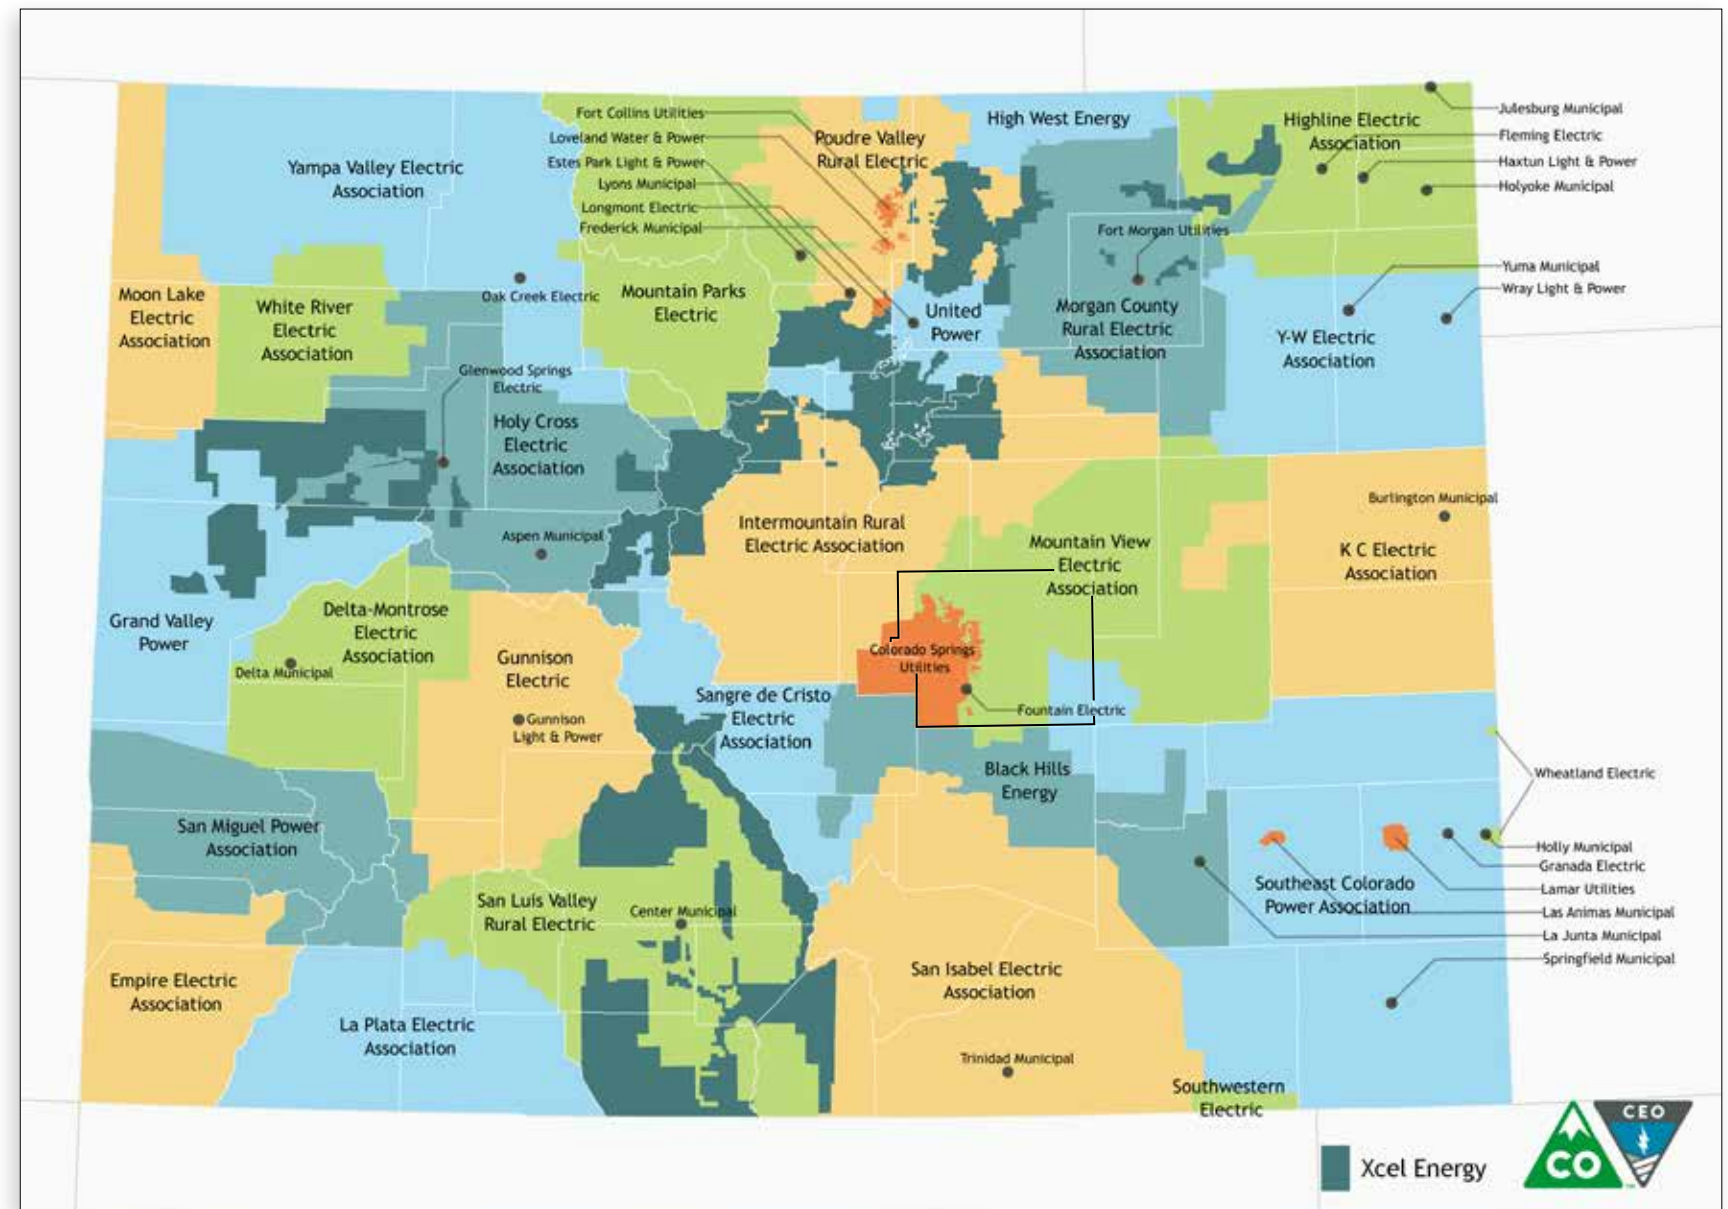 Fort Collins Utilities
Loveland Water & Power
Estes Park Light & Power
Lyons Municipal
Longmont Electric
Frederick Municipal
Poudre Valley
Rural Electric
High West Energy
Highline Electric
Association
Julesburg Municipal
Fleming Electric
Haxtun Light & Power
Holyoke Municipal
Yampa Valley Electric
Association
Fort Morgan Utilities
Yuma Municipal
Wray Light & Power
Moon Lake
Electric
Association
White River
Electric
Association
Oak Creek Electric
Mountain Parks
Electric
United
Power
Morgan County
Rural Electric
Association
Y-W Electric
Association
Glenwood Springs
Electric
Holy Cross
Electric
Association
Aspen Municipal
Intermountain Rural
Electric Association
Mountain View
Electric
Association
Burlington Municipal
K C Electric
Association
Grand Valley
Power
Delta-Montrose
Electric
Association
Delta Municipal
Gunnison
Electric
Gunnison
Light & Power
Colorado Springs
Utilities
Fountain Electric
Sangre de Cristo
Electric
Association
Black Hills
Energy
Wheatland Electric
San Miguel Power
Association
Holly Municipal
Granada Electric
Lamar Utilities
Las Animas Municipal
La Junta Municipal
Springfield Municipal
Southeast Colorado
Power Association
San Luis Valley
Rural Electric
Center Municipal
Empire Electric
Association
La Plata Electric
Association
San Isabel Electric
Association
Trinidad Municipal
Southwestern
Electric
Xcel Energy
CO
CEO